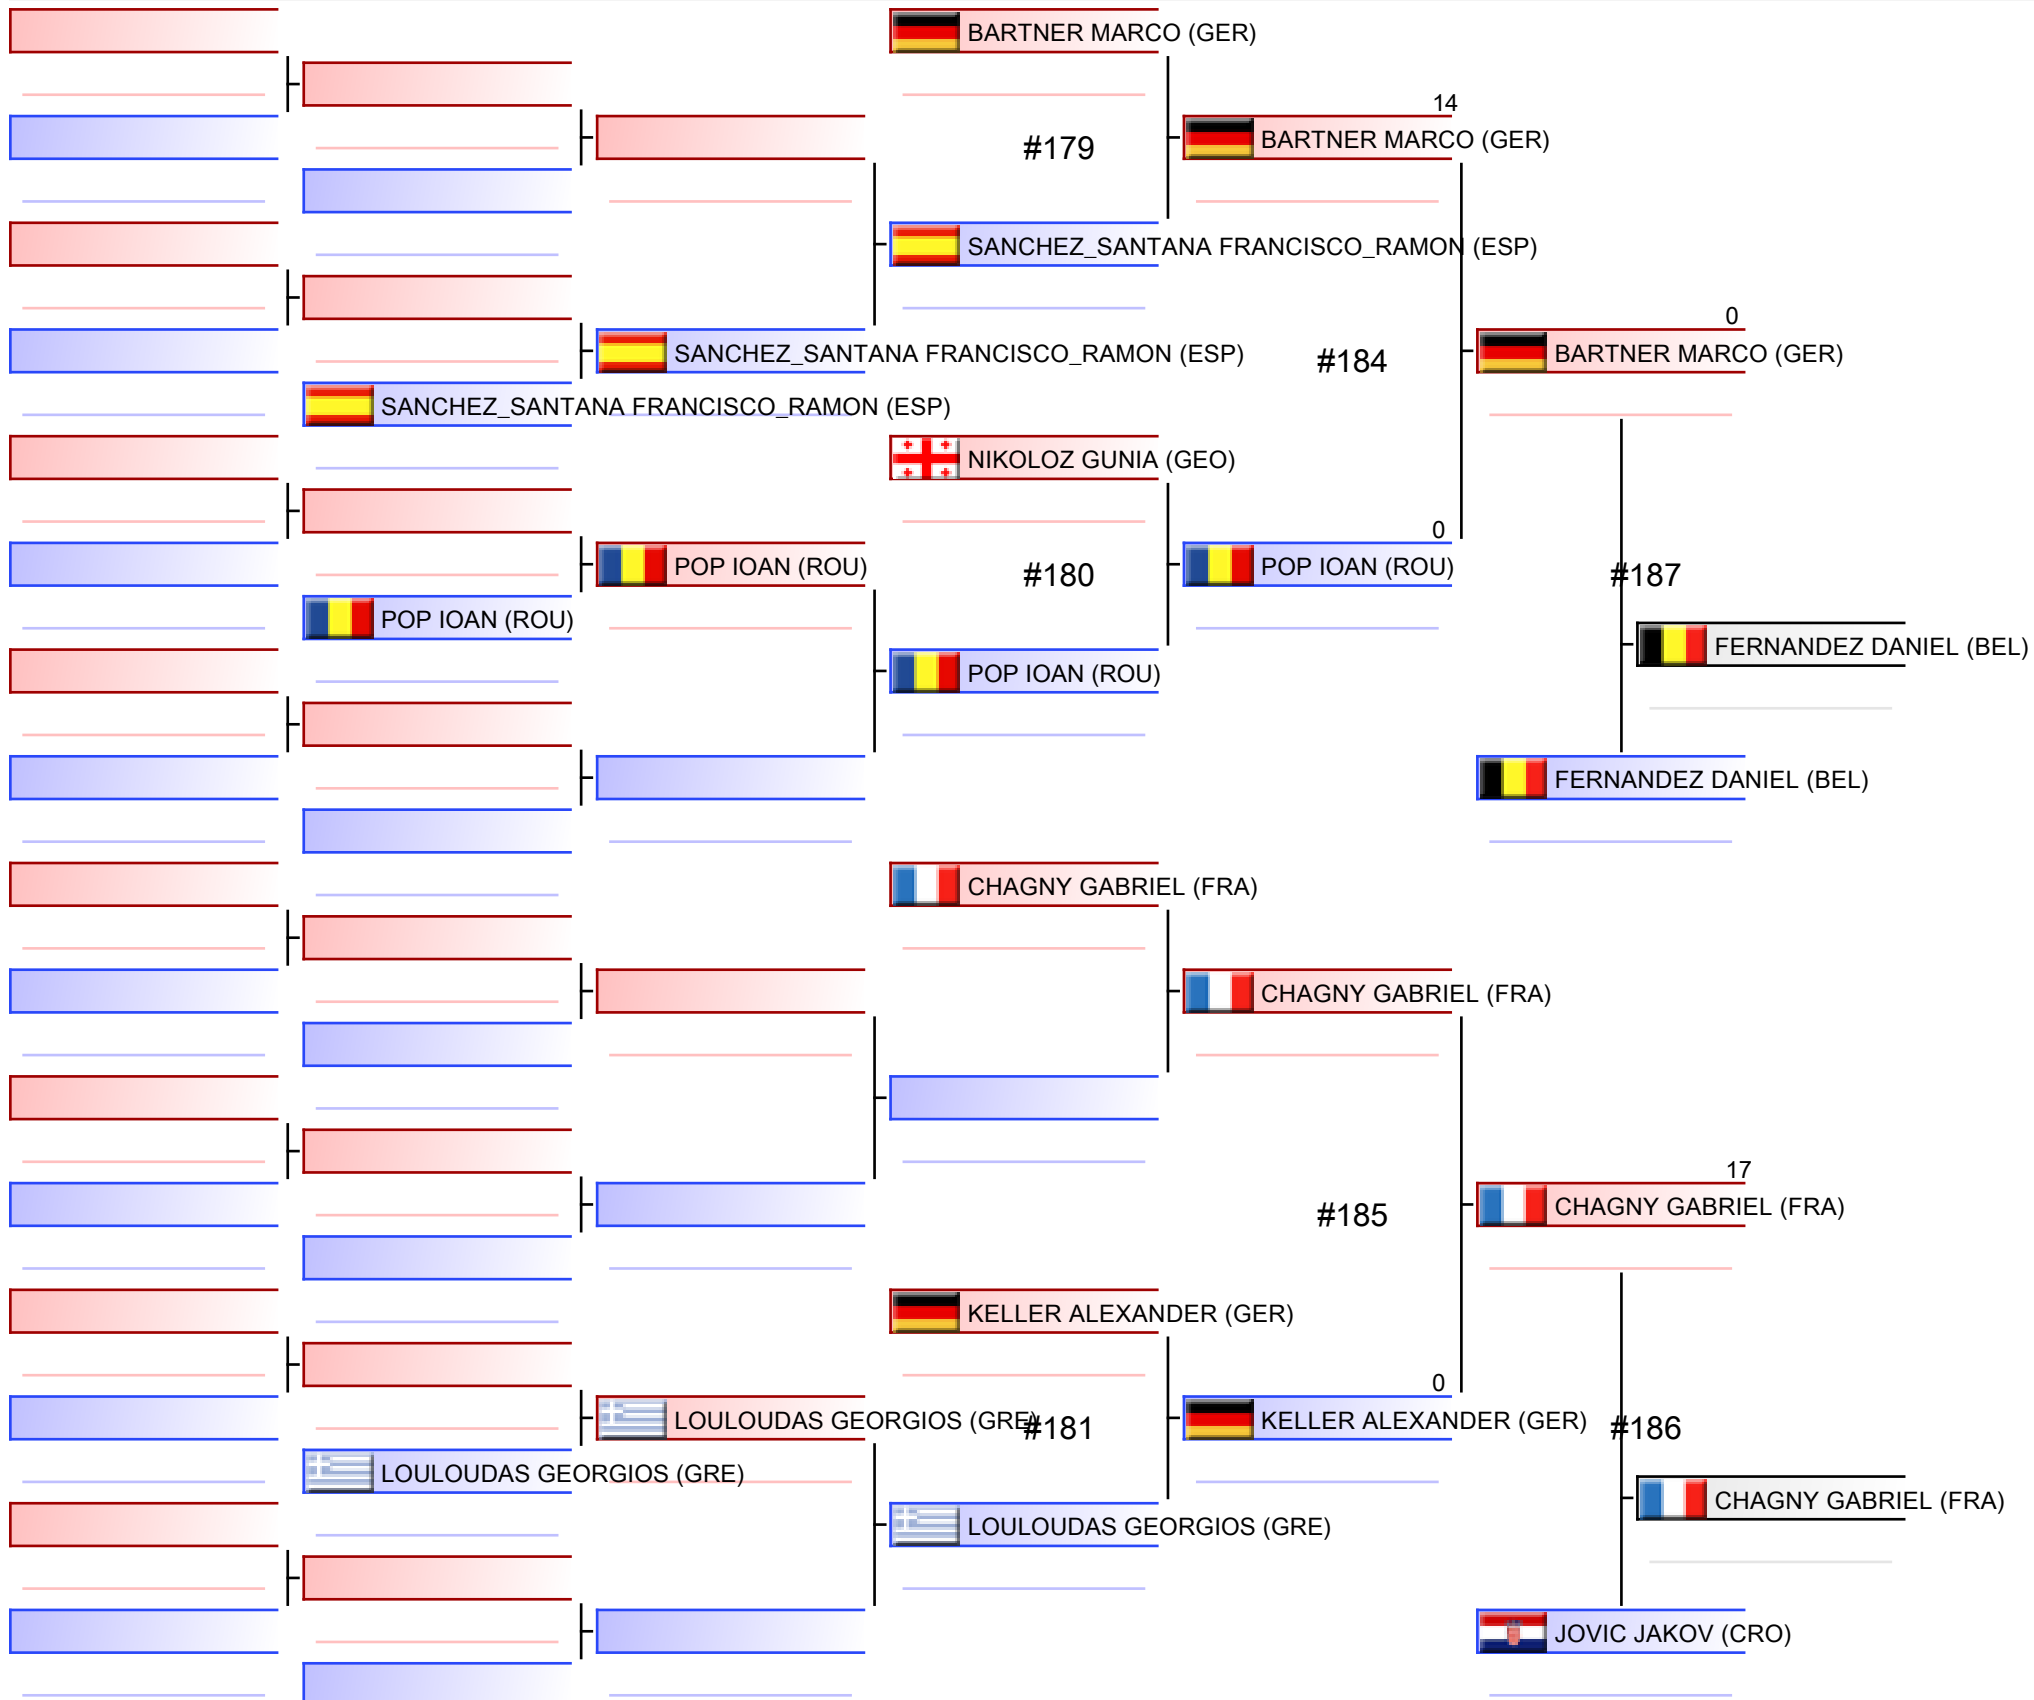 BARTNER MARCO (GER)
14
#179
BARTNER MARCO (GER)
SANCHEZ_SANTANA FRANCISCO_RAMON (ESP)
0
SANCHEZ_SANTANA FRANCISCO_RAMON (ESP)
#184
BARTNER MARCO (GER)
SANCHEZ_SANTANA FRANCISCO_RAMON (ESP)
NIKOLOZ GUNIA (GEO)
0
POP IOAN (ROU)
#180
POP IOAN (ROU)
#187
POP IOAN (ROU)
FERNANDEZ DANIEL (BEL)
POP IOAN (ROU)
FERNANDEZ DANIEL (BEL)
CHAGNY GABRIEL (FRA)
CHAGNY GABRIEL (FRA)
17
#185
CHAGNY GABRIEL (FRA)
KELLER ALEXANDER (GER)
0
LOULOUDAS GEORGIOS (GRE)
#181
KELLER ALEXANDER (GER)
#186
LOULOUDAS GEORGIOS (GRE)
CHAGNY GABRIEL (FRA)
LOULOUDAS GEORGIOS (GRE)
JOVIC JAKOV (CRO)